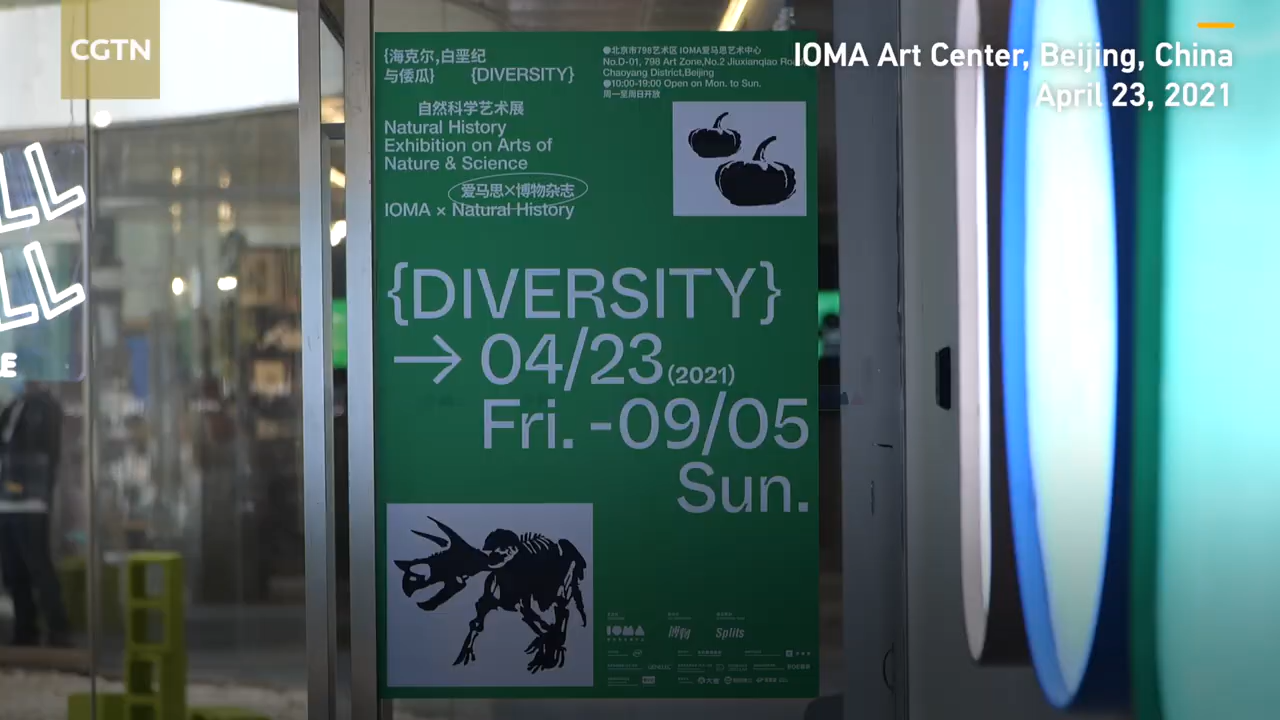 CGTN
IOMA Art Center, Beijing, China
April 23, 2021
{海克尔,白垩纪
与倭瓜} {DIVERSITY}
自然科学艺术展
Natural History
Exhibition on Arts of
Nature & Science
爱马思×博物杂志
IOMA × Natural History
●北京市798艺术区 IOMA爱马思艺术中心
No.D-01, 798 Art Zone,No.2 Jiuxianqiao
Chaoyang District,Beijing
●10:00-19:00 Open on Mon. to Sun.
周一至周日开放
{DIVERSITY}
→ 04/23 (2021)
Fri. -09/05
Sun.
IOMA 博物 Splits